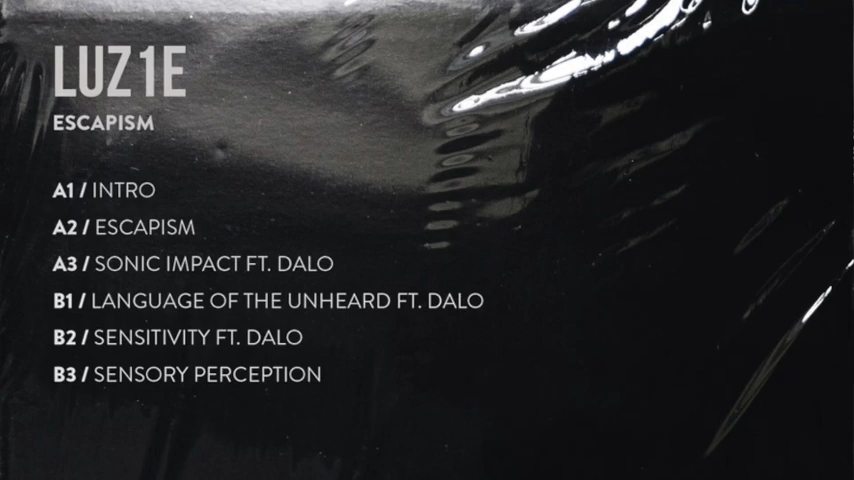 LUZ1E
ESCAPISM
A1 / INTRO
A2 / ESCAPISM
A3 / SONIC IMPACT FT. DALO
B1 / LANGUAGE OF THE UNHEARD FT. DALO
B2 / SENSITIVITY FT. DALO
B3 / SENSORY PERCEPTION